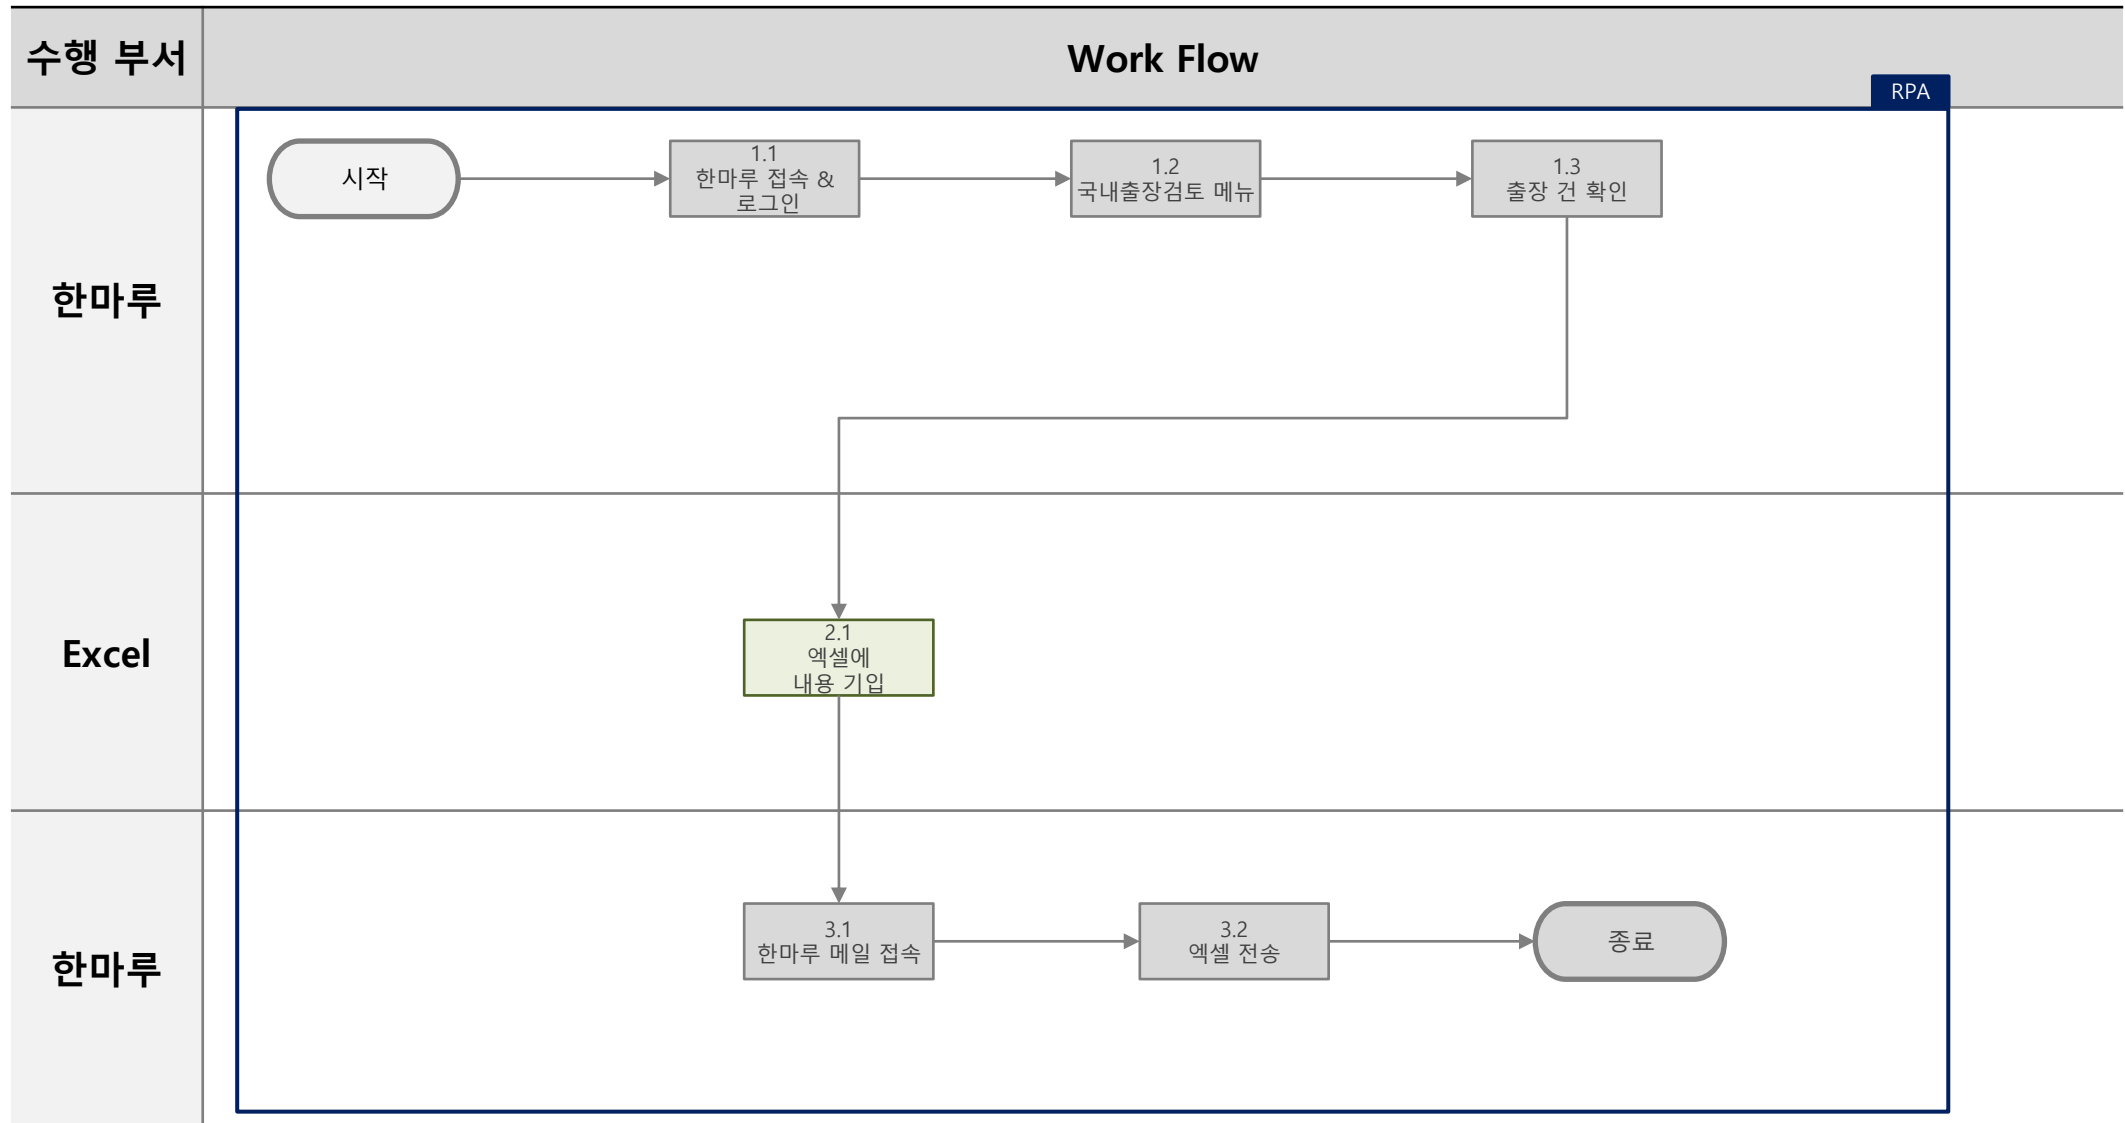 수행 부서
Work Flow
RPA
한마루
시작
1.1
한마루 접속 &
로그인
1.2
국내출장검토 메뉴
1.3
출장 건 확인
Excel
2.1
엑셀에
내용 기입
한마루
3.1
한마루 메일 접속
3.2
엑셀 전송
종료